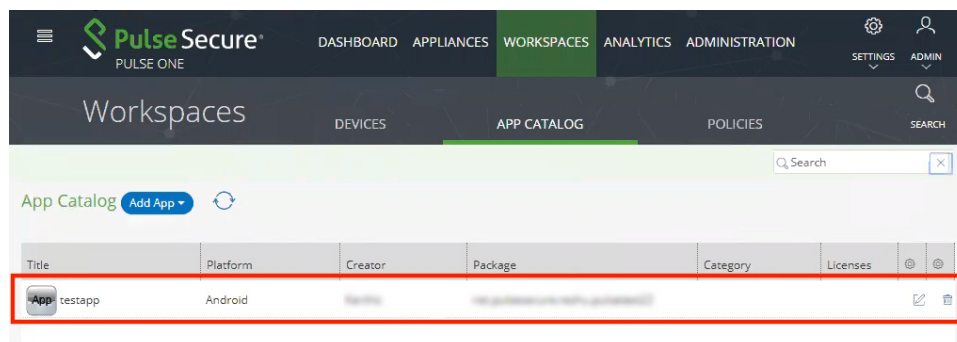 Pulse Secure®
PULSE ONE
DASHBOARD APPLIANCES WORKSPACES ANALYTICS ADMINISTRATION
SETTINGS
ADMIN
Workspaces
DEVICES APP CATALOG POLICIES
SEARCH
Search
App Catalog Add App
Title Platform Creator Package Category Licenses
App testapp Android